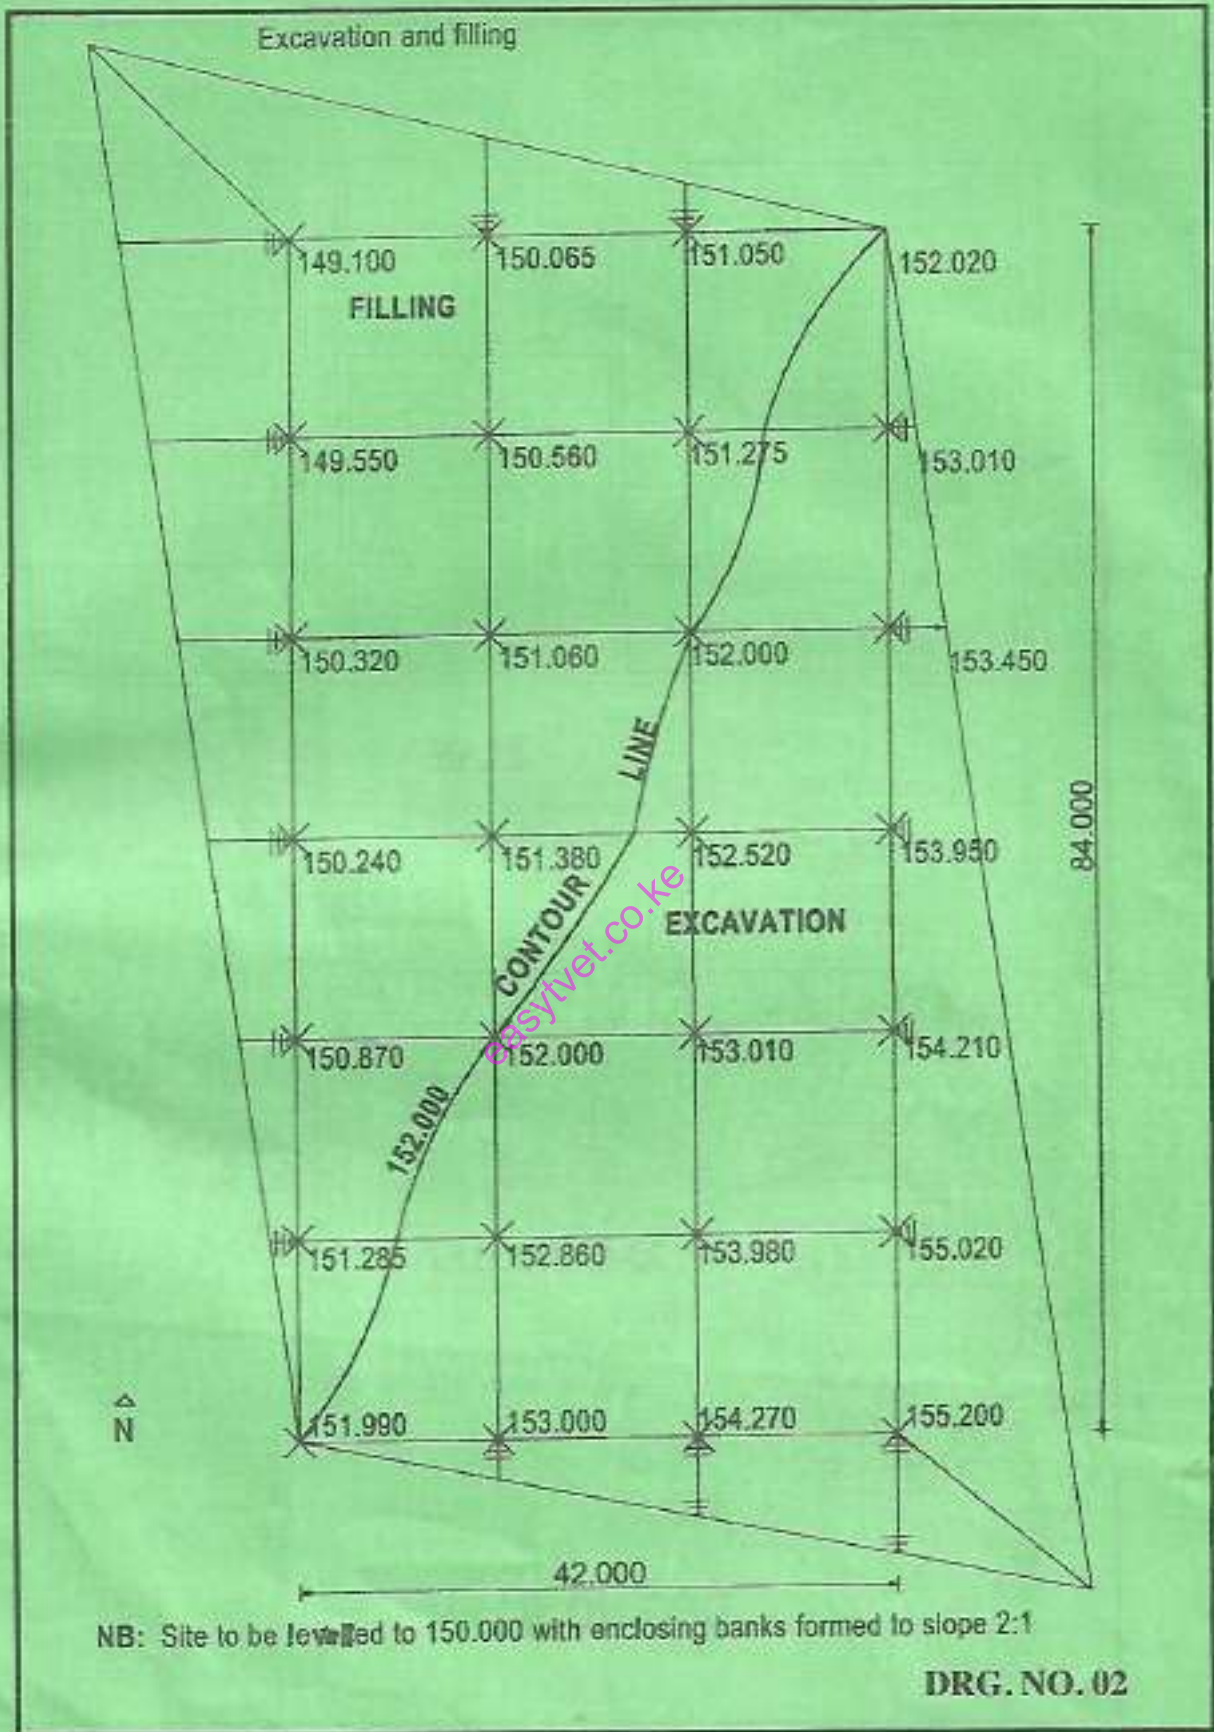 Excavation and filling
149.100 150.065 151.050 152.020
FILLING
149.550 150.560 151.275 153.010
150.320 151.060 152.000 153.450
LINE
84.000
150.240 151.380 152.520 153.950
CONTOUR
EXCAVATION
easytvet.co.ke
150.870 152.000 153.010 154.210
152.000
151.285 152.860 153.980 155.020
N
151.990 153.000 154.270 155.200
42.000
NB: Site to be levelled to 150.000 with enclosing banks formed to slope 2:1
DRG. NO. 02